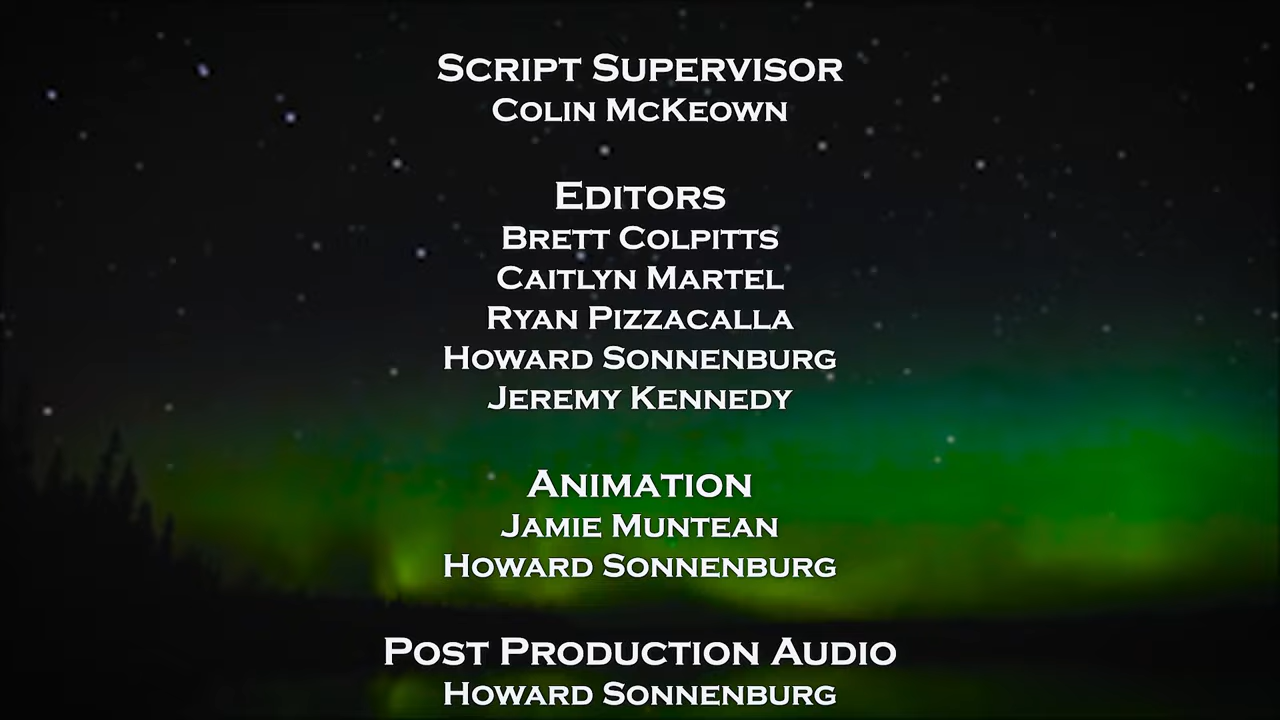 Script Supervisor
Colin McKeown
Editors
Brett Colpitts
Caitlyn Martel
Ryan Pizzacalla
Howard Sonnenburg
Jeremy Kennedy
Animation
Jamie Muntean
Howard Sonnenburg
Post Production Audio
Howard Sonnenburg